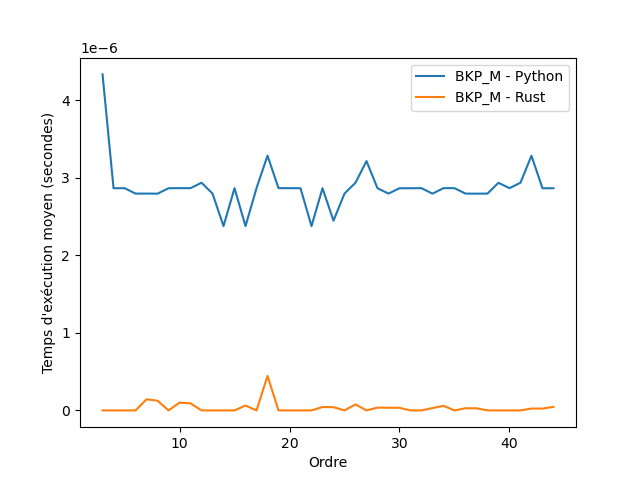 1e−6
BKP_M - Python
BKP_M - Rust
4
3
2
1
0
Temps d'exécution moyen (secondes)
10 20 30 40
Ordre